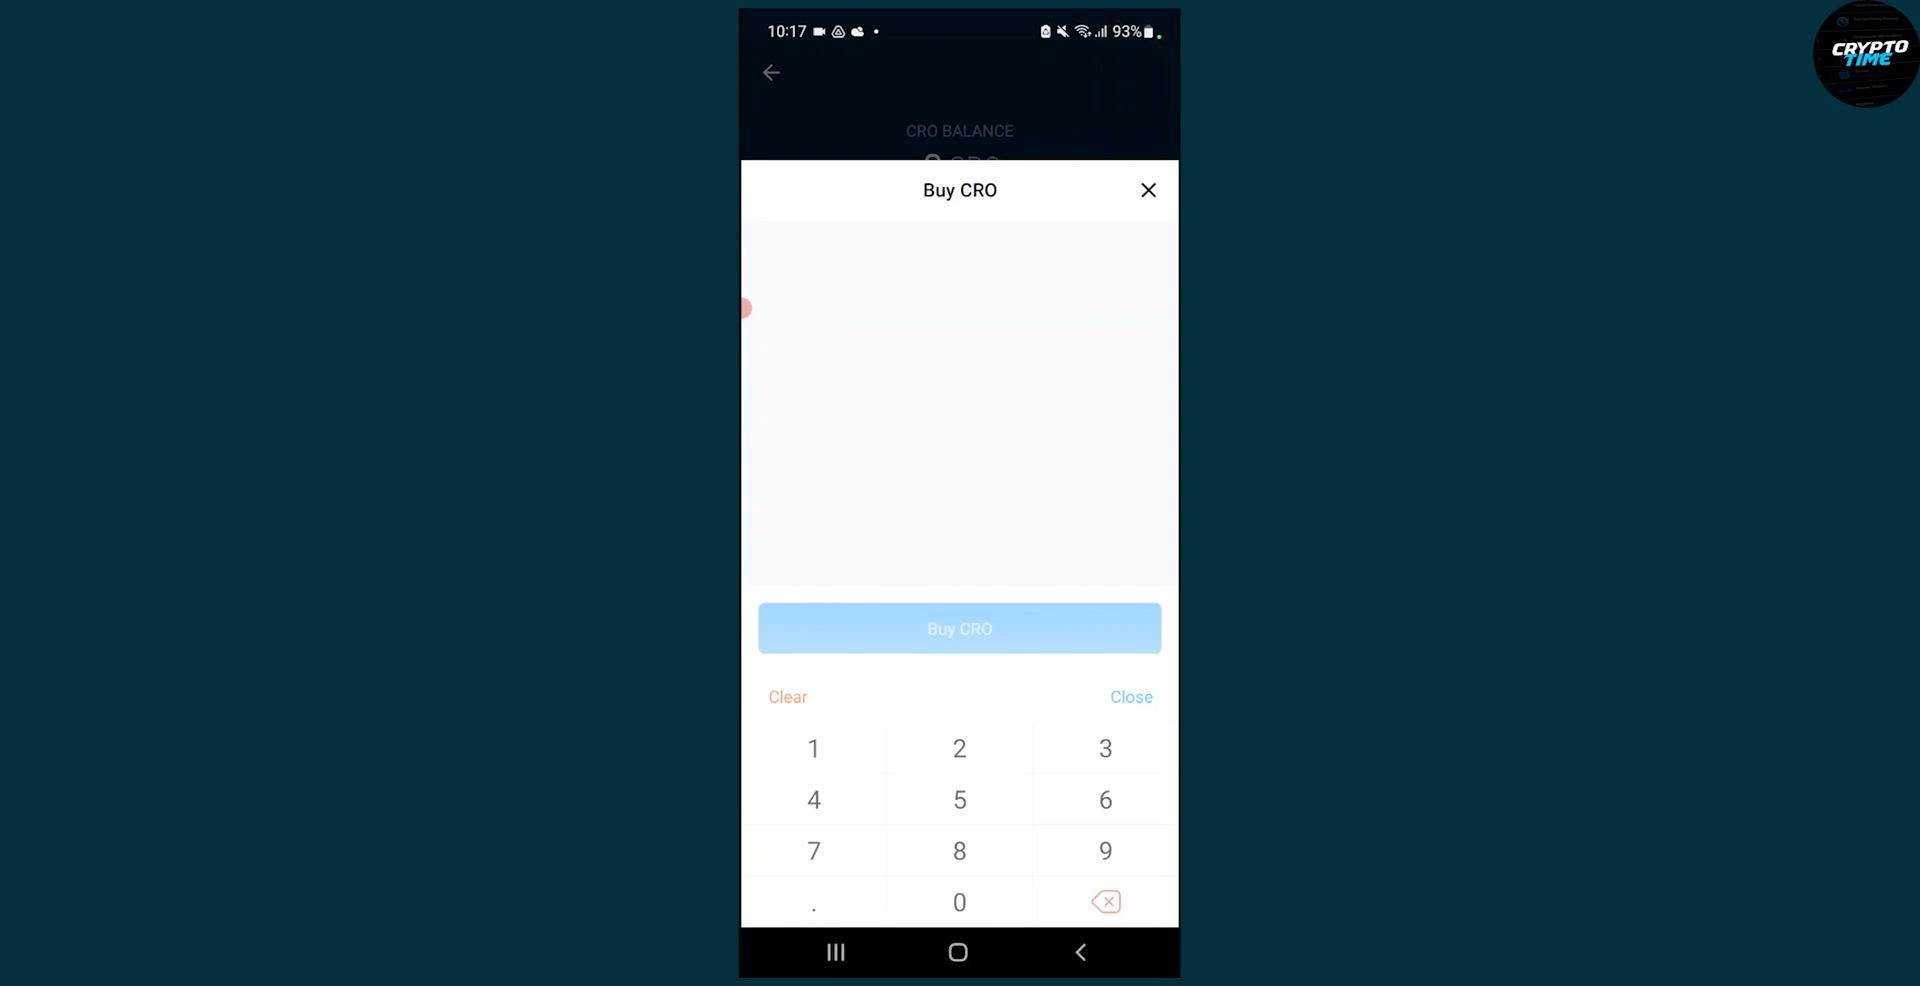 10:17
93%
CRYPTO
TIME
CRO BALANCE
Buy CRO
Buy CRO
Clear
Close
1 2 3
4 5 6
7 8 9
. 0